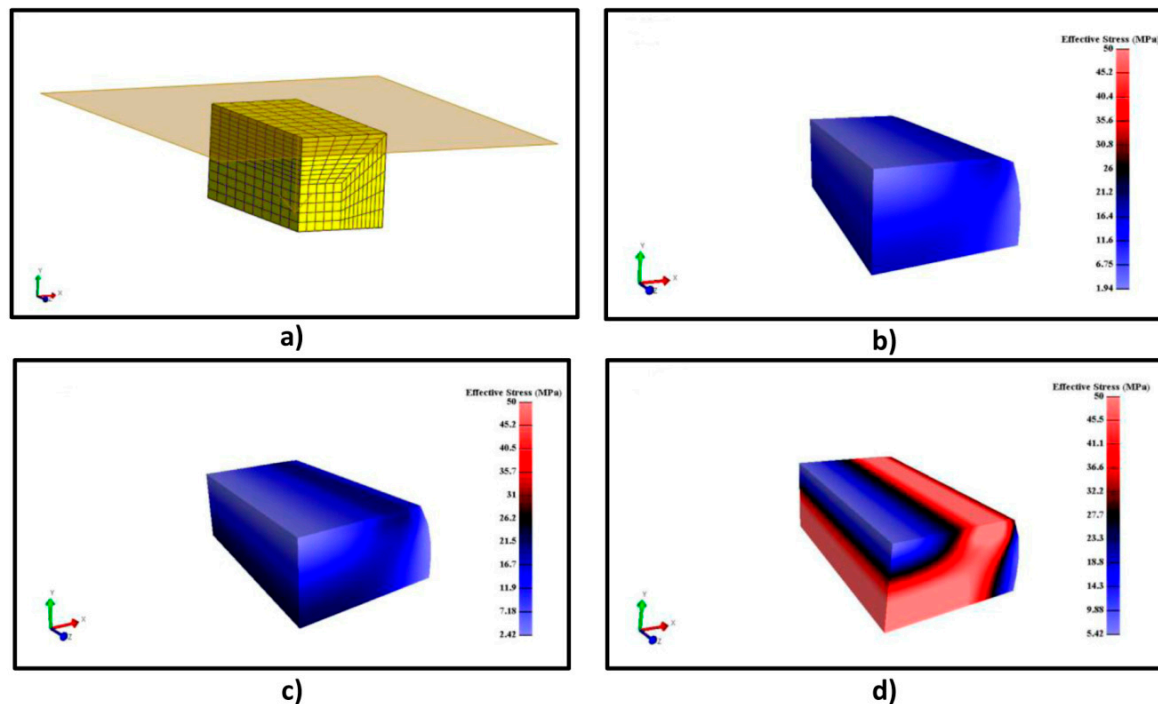 Y
X
Z
a)
Effective Stress (MPa)
50
45.2
40.4
35.6
30.8
26
21.2
16.4
11.6
6.75
1.94
Y
X
Z
b)
Effective Stress (MPa)
50
45.2
40.5
35.7
31
26.2
21.5
16.7
11.9
7.18
2.42
Y
X
Z
c)
Effective Stress (MPa)
50
45.5
41.1
36.6
32.2
27.7
23.3
18.8
14.3
9.88
5.42
Y
X
Z
d)